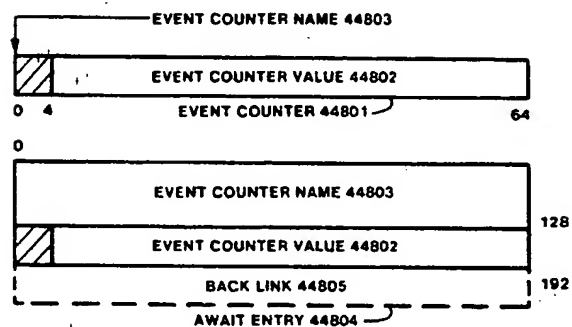 EVENT COUNTER NAME 44803
EVENT COUNTER VALUE 44802
0 4 EVENT COUNTER 44801 64
0
EVENT COUNTER NAME 44803
128
EVENT COUNTER VALUE 44802
BACK LINK 44805 192
AWAIT ENTRY 44804